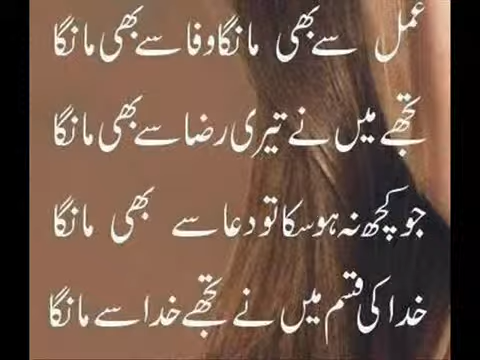 عمل سے بھی مانگا وفا سے بھی مانگا
تجھے میں نے تیری رضا سے بھی مانگا
جو کچھ نہ ہو سکا تو دعا سے بھی مانگا
خدا کی قسم میں نے تجھے خدا سے مانگا